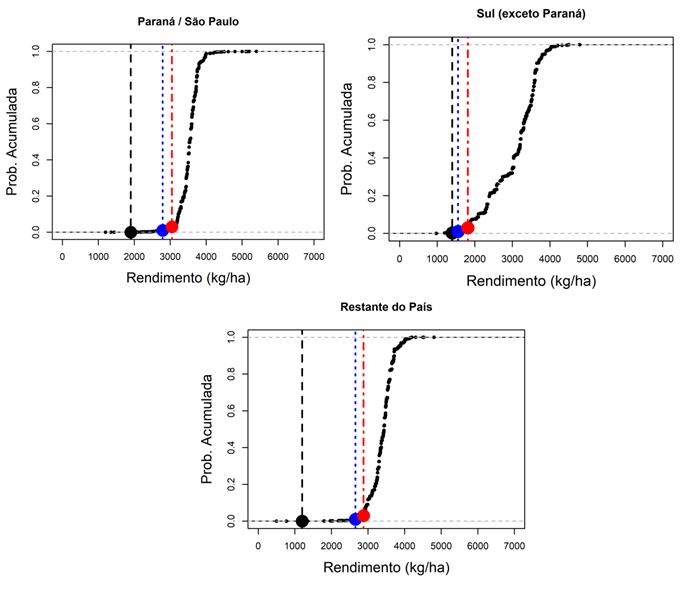 Paraná / São Paulo
Prob. Acumulada
1.0
0.8
0.6
0.4
0.2
0.0
0 1000 2000 3000 4000 5000 6000 7000
Rendimento (kg/ha)
Sul (exceto Paraná)
Prob. Acumulada
1.0
0.8
0.6
0.4
0.2
0.0
0 1000 2000 3000 4000 5000 6000 7000
Rendimento (kg/ha)
Restante do País
Prob. Acumulada
1.0
0.8
0.6
0.4
0.2
0.0
0 1000 2000 3000 4000 5000 6000 7000
Rendimento (kg/ha)